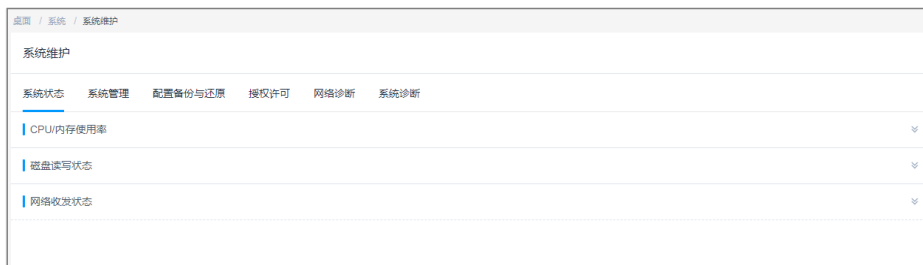 桌面 / 系统 / 系统维护
系统维护
系统状态 系统管理 配置备份与还原 授权许可 网络诊断 系统诊断
CPU/内存使用率
磁盘读写状态
网络收发状态